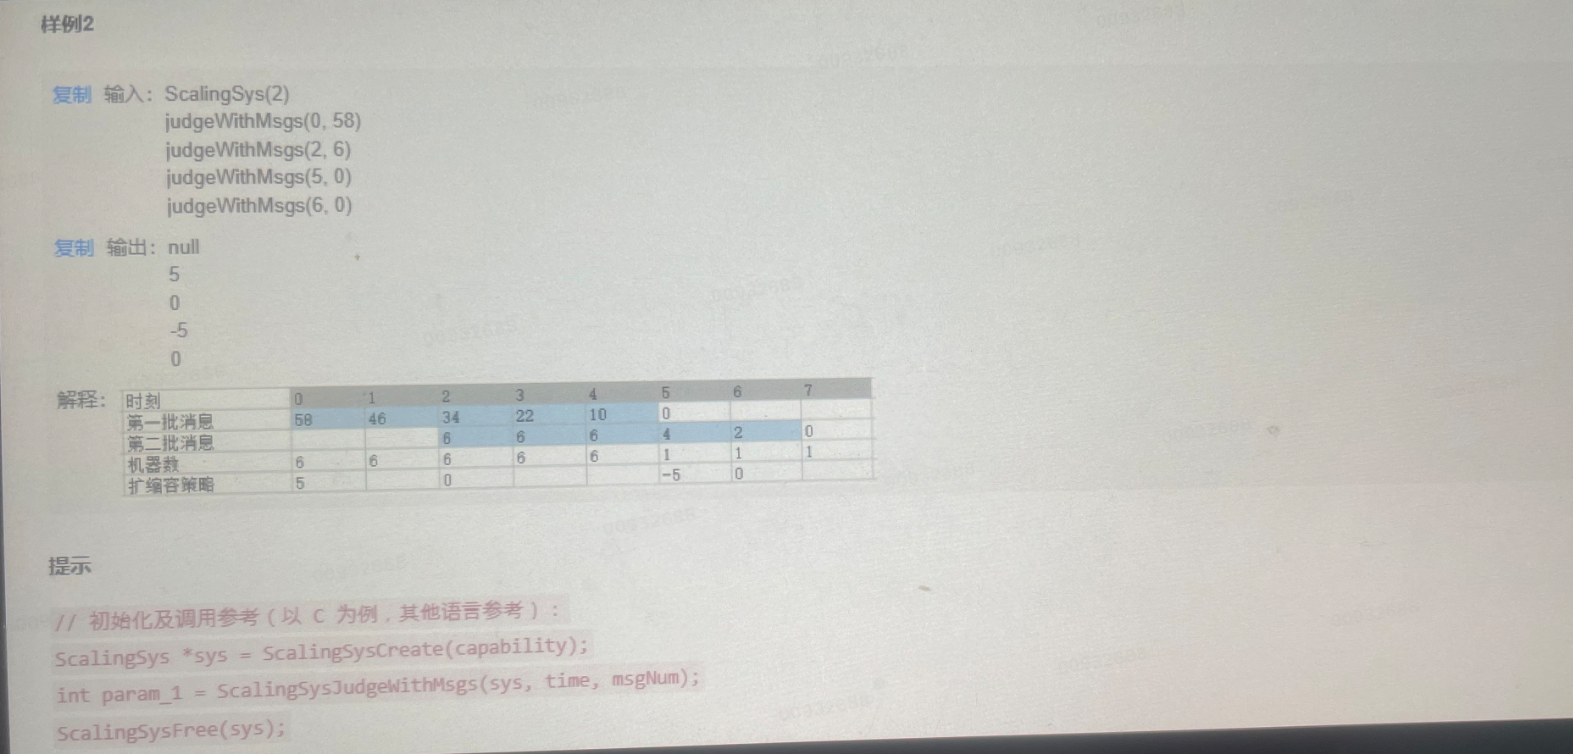 样例2
复制 输入: ScalingSys(2)
judgeWithMsgs(0, 58)
judgeWithMsgs(2, 6)
judgeWithMsgs(5, 0)
judgeWithMsgs(6, 0)
复制 输出: null
5
0
-5
0
解释:
时刻 0 1 2 3 4 5 6 7
第一批消息 58 46 34 22 10 0
第二批消息 6 6 6 4 2 0
机器数 6 6 6 6 6 1 1 1
扩缩容策略 5 0 -5 0
提示
// 初始化及调用参考 ( 以 C 为例 , 其他语言参考 ) :
ScalingSys *sys = ScalingSysCreate(capability);
int param_1 = ScalingSysJudgeWithMsgs(sys, time, msgNum);
ScalingSysFree(sys);